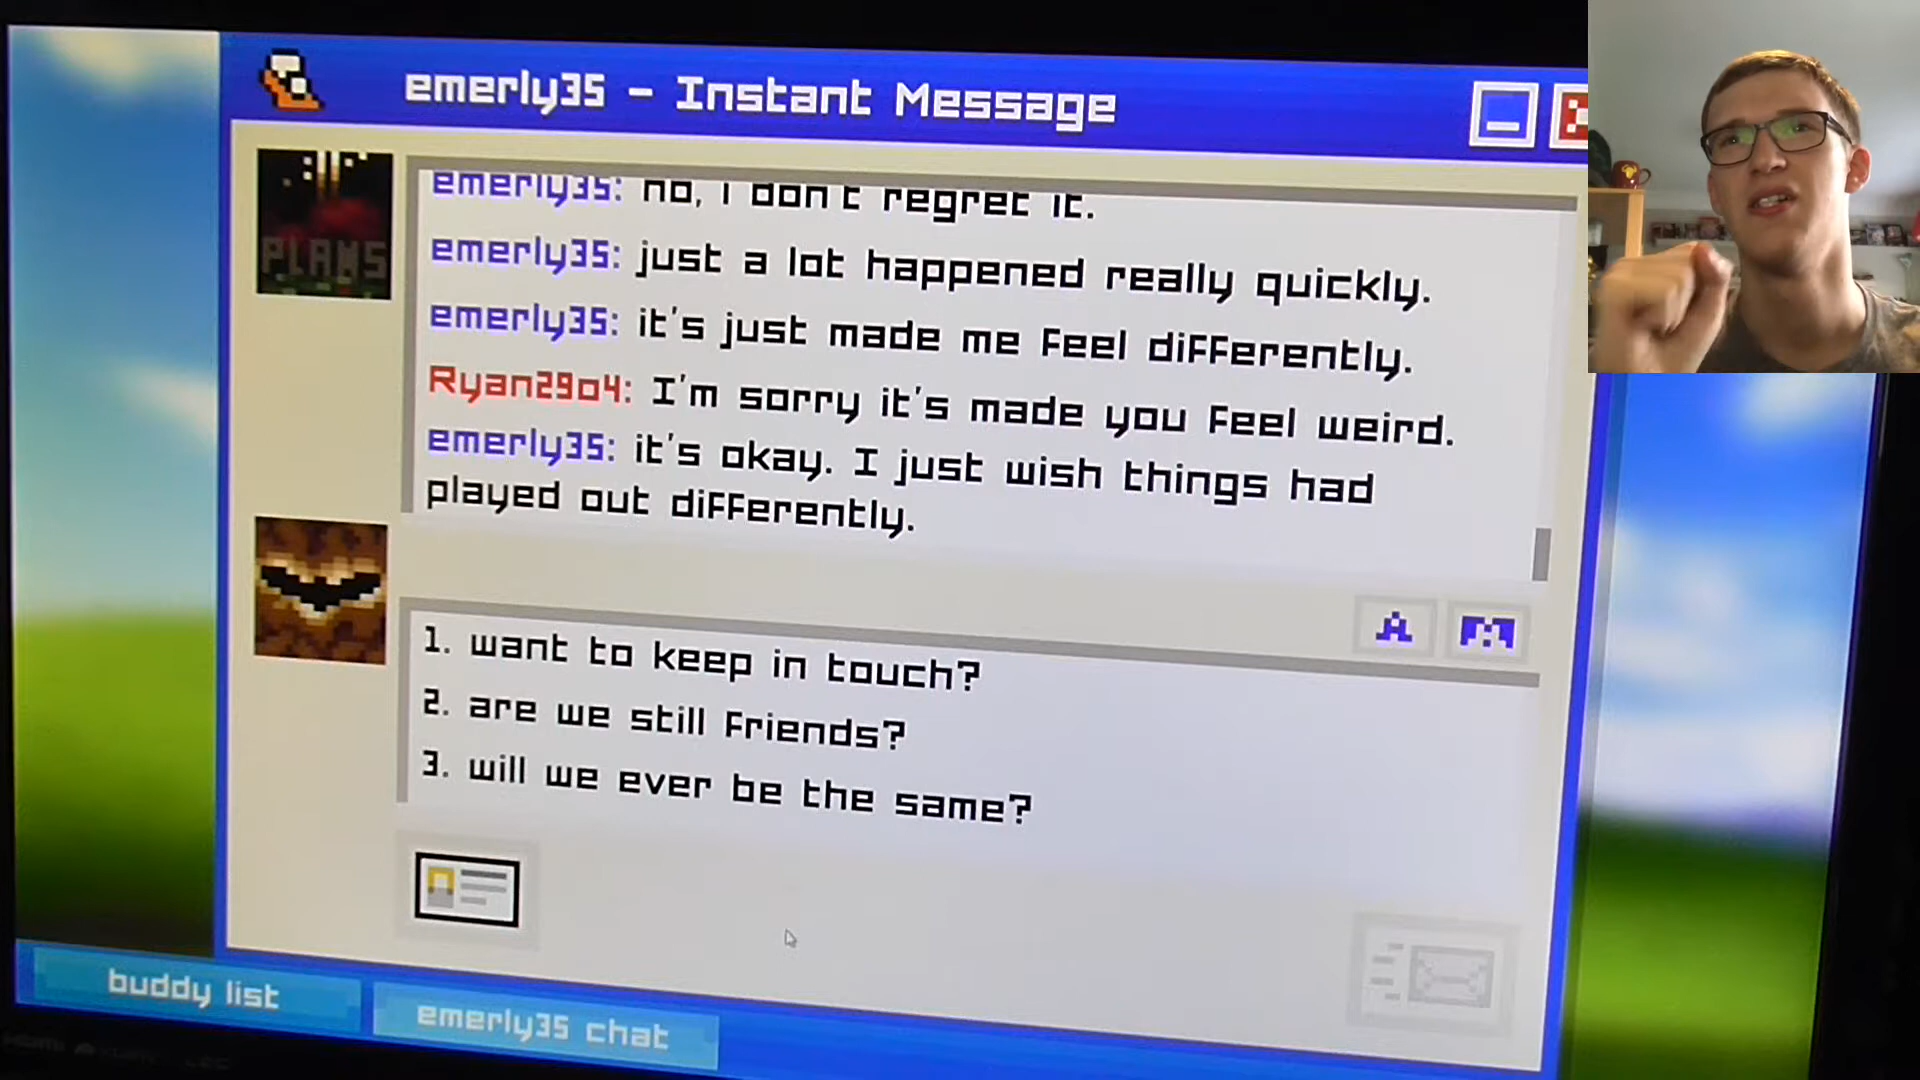 emerly35 - Instant Message
PLANS
emerly35: no, i don't regret it.
emerly35: just a lot happened really quickly.
emerly35: it's just made me feel differently.
Ryan2904: I'm sorry it's made you feel weird.
emerly35: it's okay. I just wish things had
played out differently.
A
M
1. want to keep in touch?
2. are we still friends?
3. will we ever be the same?
buddy list
emerly35 chat